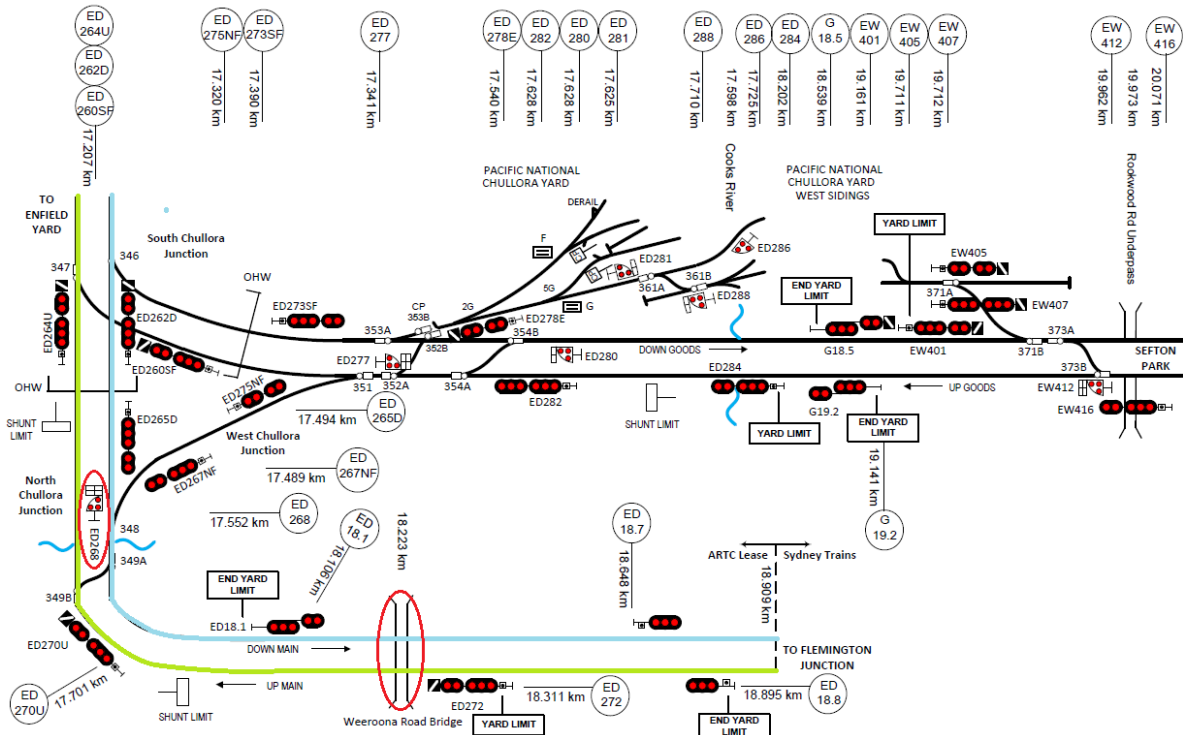 ED
264U
ED
262D
ED
260SF
17.207 km
ED
275NF
17.320 km
ED
273SF
17.390 km
ED
277
17.341 km
ED
278E
17.540 km
ED
282
17.628 km
ED
280
17.628 km
ED
281
17.625 km
ED
288
17.710 km
17.598 km
ED
286
17.725 km
ED
284
18.202 km
G
18.5
18.539 km
EW
401
19.161 km
EW
405
19.711 km
EW
407
19.712 km
EW
412
19.962 km
19.973 km
EW
416
20.071 km
TO
ENFIELD
YARD
South Chullora
Junction
PACIFIC NATIONAL
CHULLORA YARD
DERAIL
Cooks River
PACIFIC NATIONAL
CHULLORA YARD
WEST SIDINGS
YARD LIMIT
Rookwood Rd Underpass
347
346
OHW
F
ED281
ED286
EW405
ED264U
ED262D
ED273SF
CP
353B
2G
5G
G
361A
361B
ED288
END YARD
LIMIT
371A
EW407
ED260SF
353A
352B
ED278E
354B
ED277
ED280
DOWN GOODS
G18.5
EW401
371B
373A
SEFTON
PARK
OHW
ED275NF
351
352A
354A
ED282
ED284
UP GOODS
373B
EW412
SHUNT
LIMIT
ED265D
17.494 km
ED
265D
SHUNT
LIMIT
YARD LIMIT
G19.2
END YARD
LIMIT
EW416
West Chullora
Junction
ED267NF
17.489 km
ED
267NF
19.141 km
North
Chullora
Junction
ED268
348
17.552 km
ED
268
ED
18.1
18.106 km
18.223 km
ED
18.7
18.648 km
G
19.2
ARTC Lease
Sydney Trains
18.909 km
349A
349B
END YARD
LIMIT
ED18.1
DOWN MAIN
TO FLEMINGTON
JUNCTION
ED270U
ED
270U
17.701 km
SHUNT LIMIT
UP MAIN
Weeroona Road Bridge
ED272
YARD LIMIT
18.311 km
ED
272
END YARD
LIMIT
18.895 km
ED
18.8